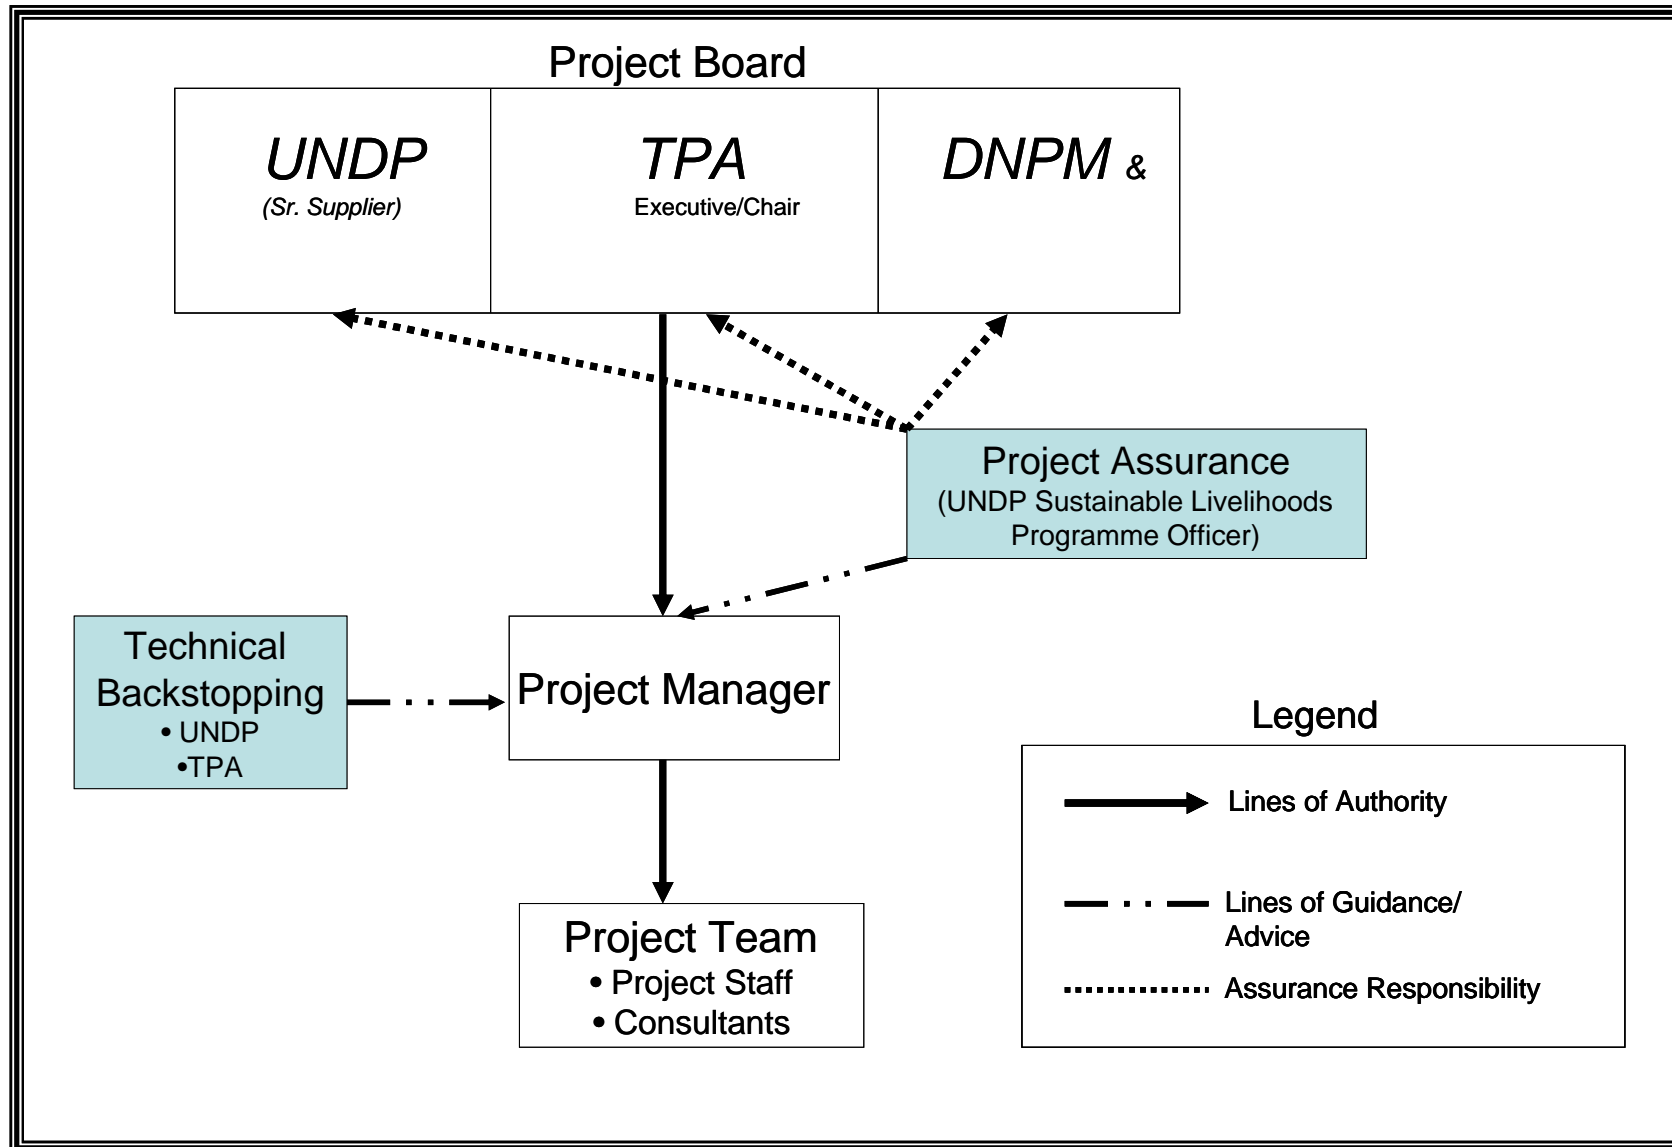 Project Board
UNDP
(Sr. Supplier)
TPA
Executive/Chair
DNPM &
Project Assurance
(UNDP Sustainable Livelihoods
Programme Officer)
Technical
Backstopping
• UNDP
•TPA
Project Manager
Project Team
• Project Staff
• Consultants
Legend
Lines of Authority
Lines of Guidance/
Advice
Assurance Responsibility